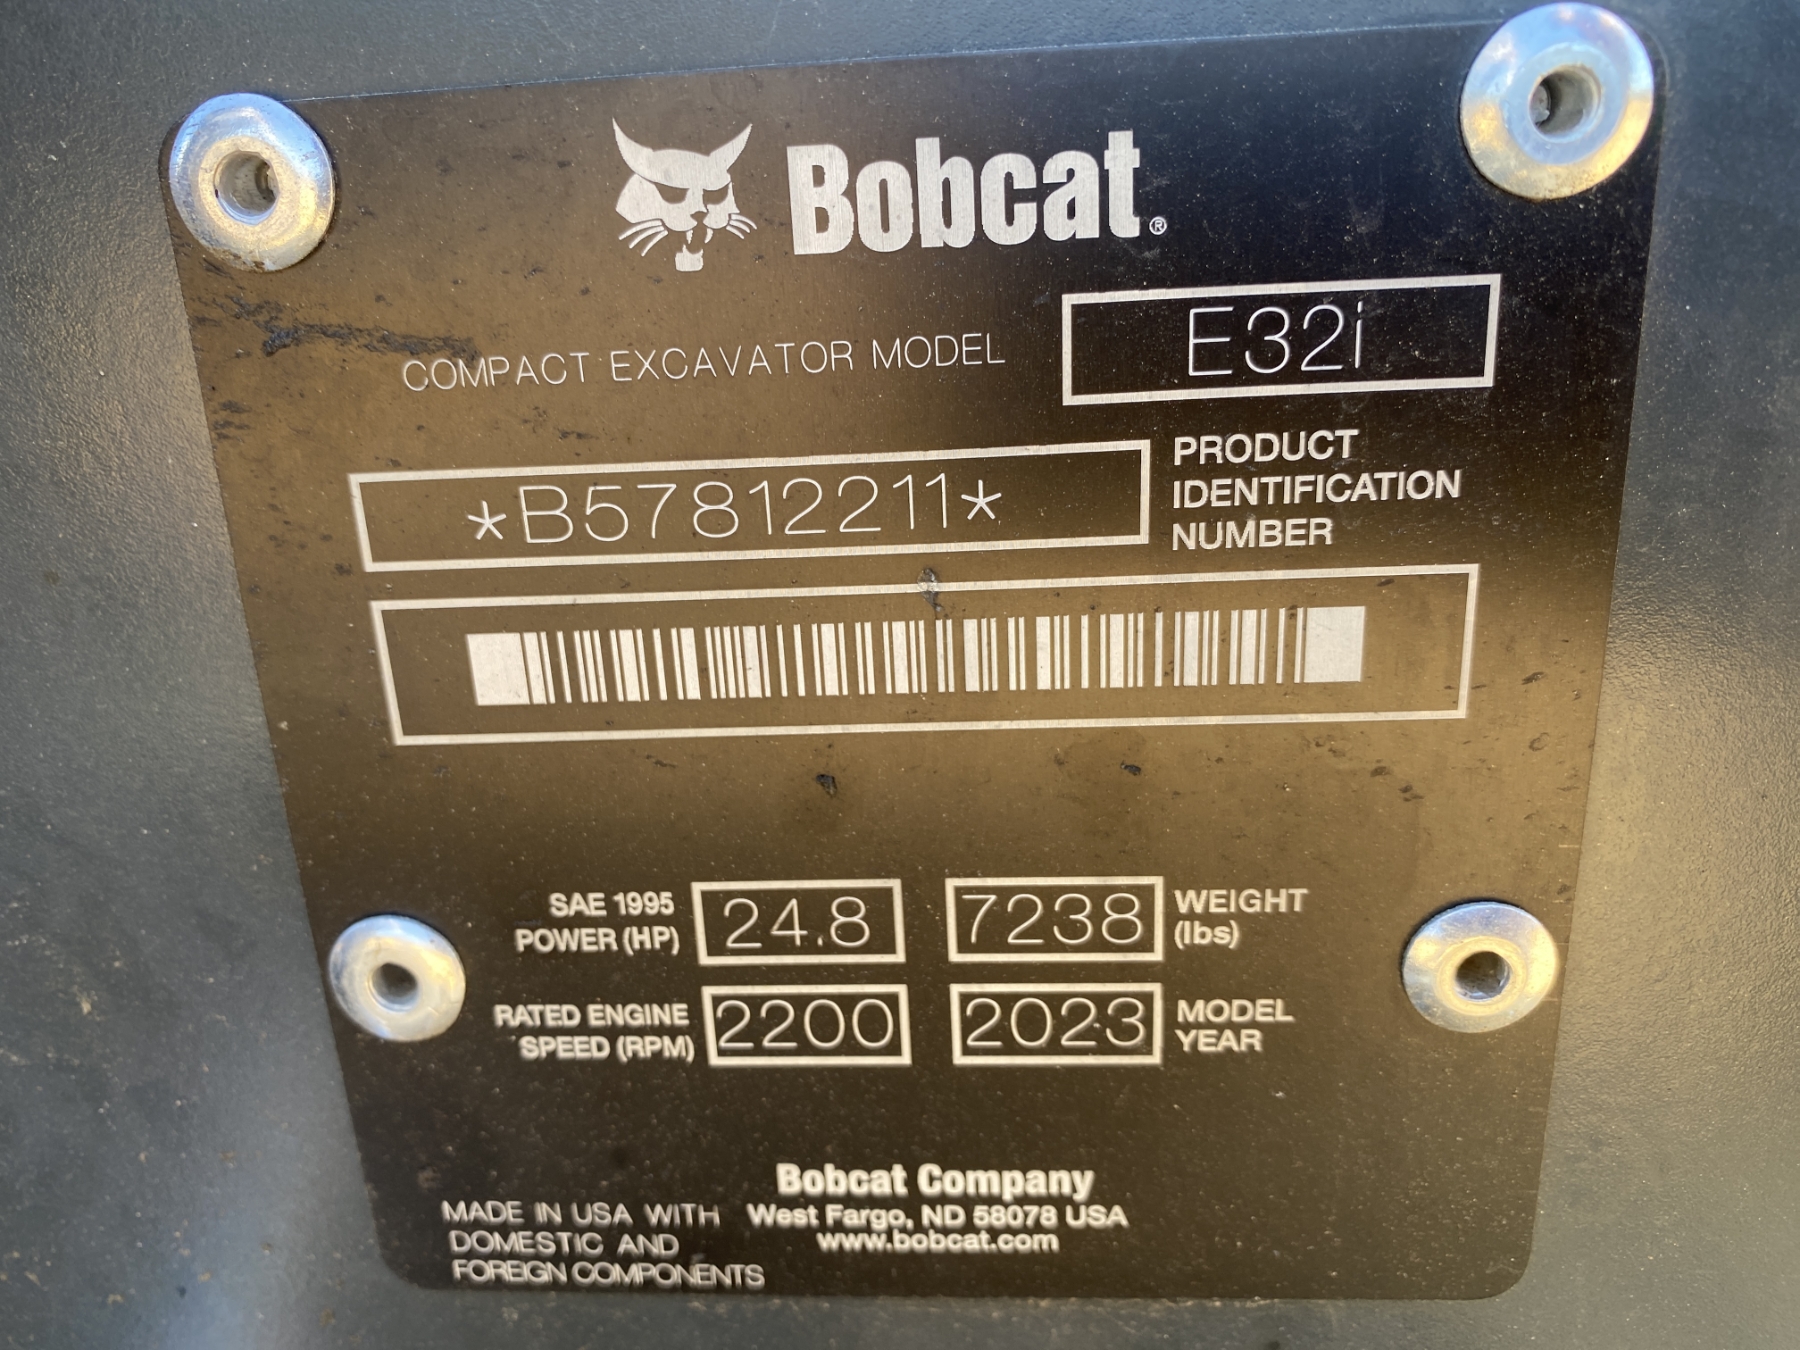 Bobcat®
COMPACT EXCAVATOR MODEL E32i
*B57812211*
PRODUCT
IDENTIFICATION
NUMBER
SAE 1995
POWER (HP)
24.8
7238
WEIGHT
(lbs)
RATED ENGINE
SPEED (RPM)
2200
2023
MODEL
YEAR
Bobcat Company
West Fargo, ND 58078 USA
www.bobcat.com
MADE IN USA WITH
DOMESTIC AND
FOREIGN COMPONENTS